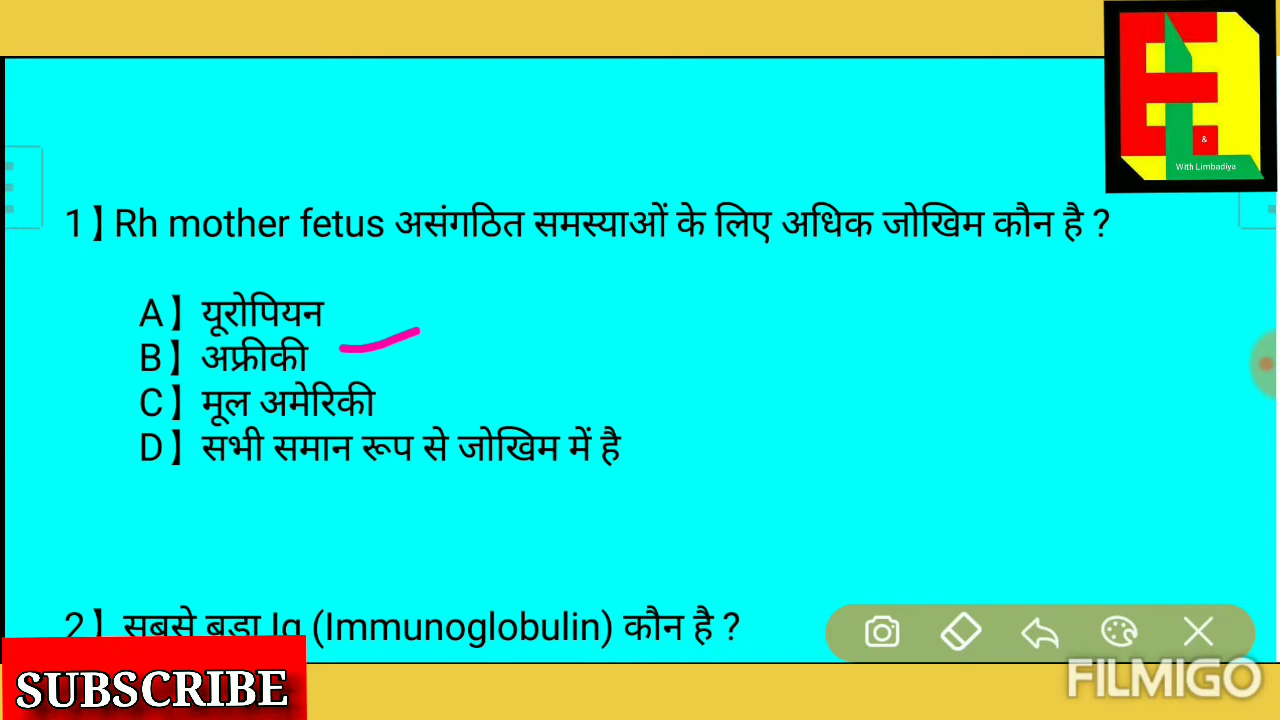 &
With Limbadiya
1】Rh mother fetus असंगठित समस्याओं के लिए अधिक जोखिम कौन है ?
A】 यूरोपियन
B】 अफ्रीकी
C】 मूल अमेरिकी
D】 सभी समान रूप से जोखिम में है
2】 सबसे बड़ा Ig (Immunoglobulin) कौन है ?
SUBSCRIBE
FILMIGO